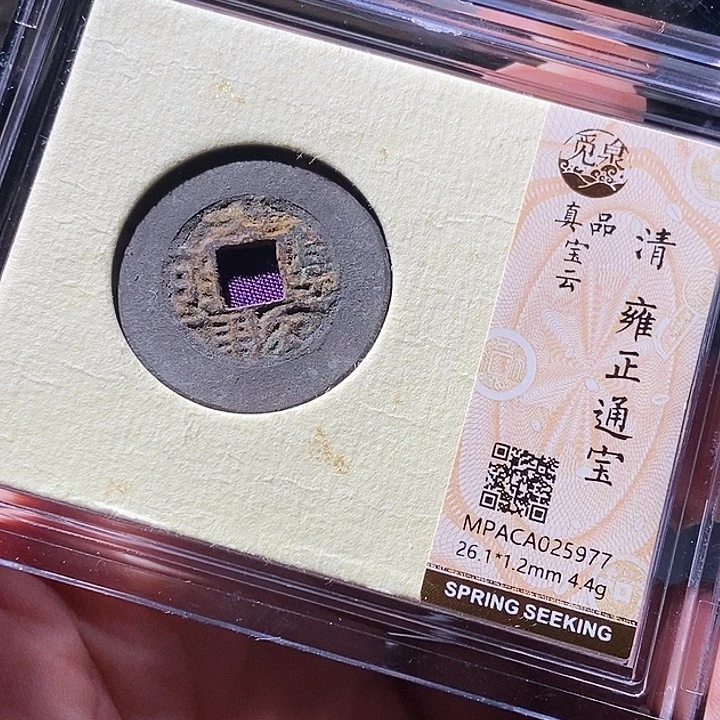 觅泉
清 雍正通宝
真品
宝云
MPACA025977
26.1*1.2mm 4.4g
SPRING SEEKING